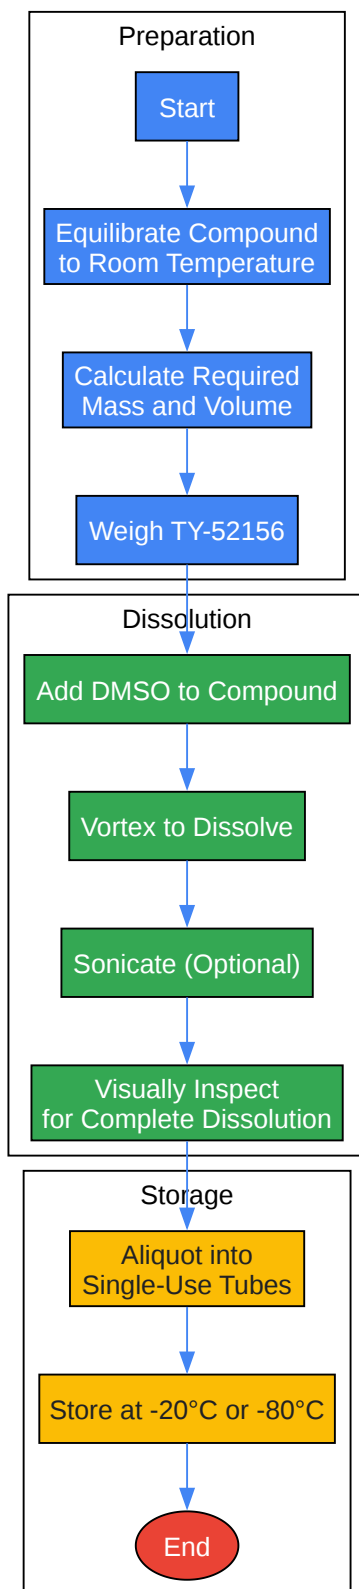 Preparation
Start
Equilibrate Compound
to Room Temperature
Calculate Required
Mass and Volume
Weigh TY-52156
Dissolution
Add DMSO to Compound
Vortex to Dissolve
Sonicate (Optional)
Visually Inspect
for Complete Dissolution
Storage
Aliquot into
Single-Use Tubes
Store at -20°C or -80°C
End